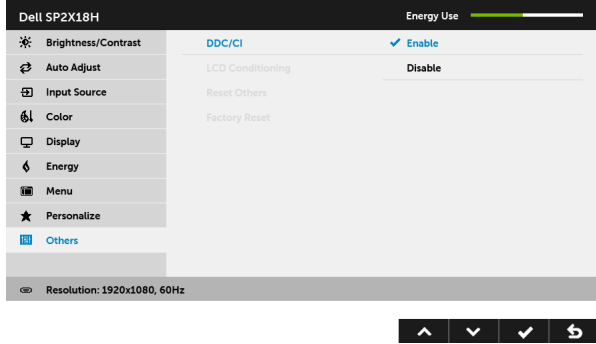 Dell SP2X18H
Energy Use
Brightness/Contrast
Auto Adjust
Input Source
Color
Display
Energy
Menu
Personalize
Others
DDC/CI
LCD Conditioning
Reset Others
Factory Reset
Enable
Disable
Resolution: 1920x1080, 60Hz